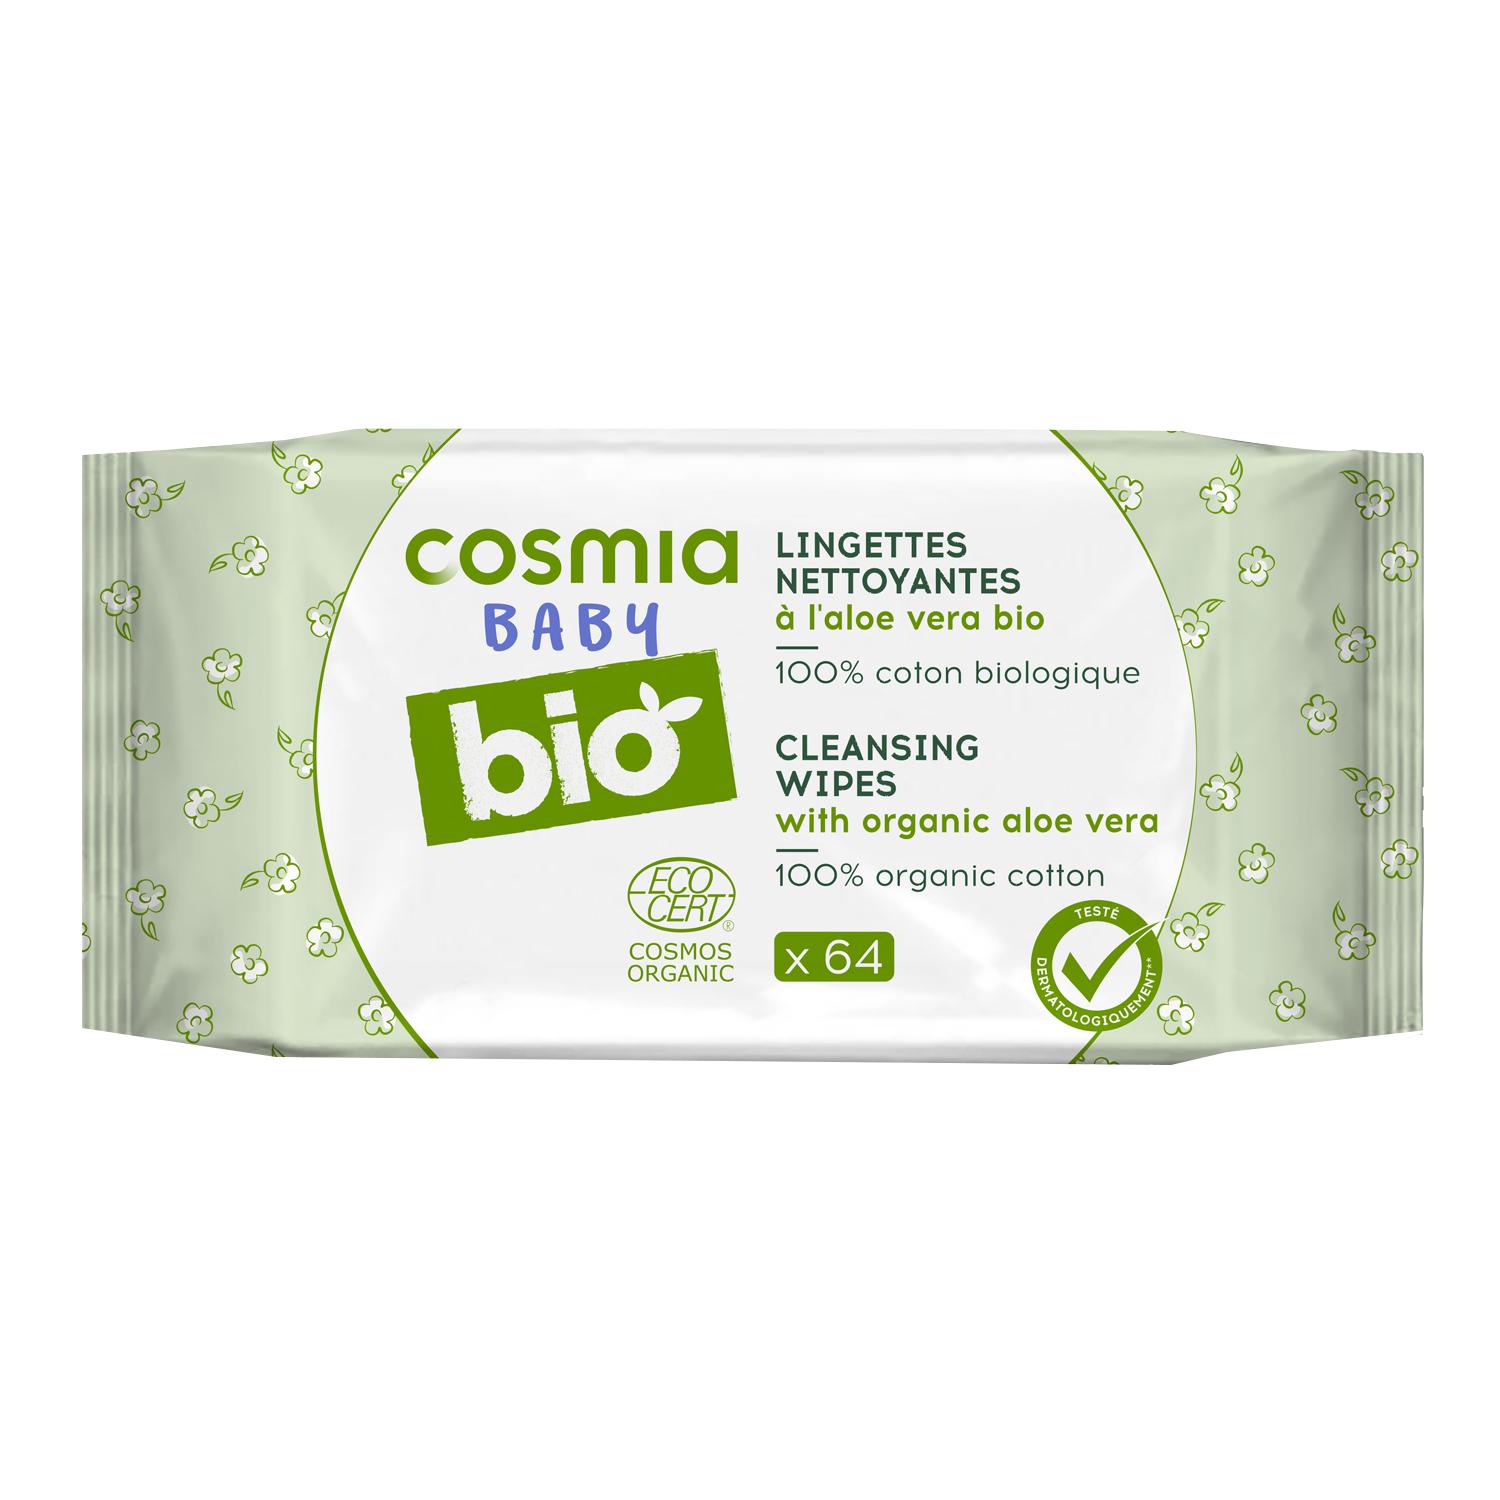 cosmia
BABY
bio
ECO
CERT
®
COSMOS
ORGANIC
LINGETTES
NETTOYANTES
à l'aloe vera bio
100% coton biologique
CLEANSING
WIPES
with organic aloe vera
100% organic cotton
x 64
TESTÉ
DERMATOLOGIQUEMENT**